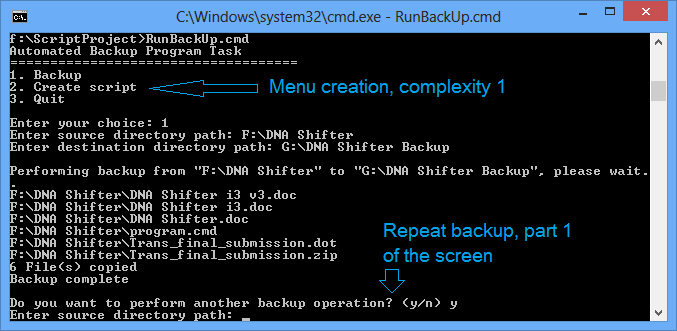 C:\Windows\system32\cmd.exe - RunBackUp.cmd
f:\ScriptProject>RunBackUp.cmd
Automated Backup Program Task
====================================
1. Backup
2. Create script
Menu creation, complexity 1
3. Quit
Enter your choice: 1
Enter source directory path: F:\DNA Shifter
Enter destination directory path: G:\DNA Shifter Backup
Performing backup from "F:\DNA Shifter" to "G:\DNA Shifter Backup", please wait.
.
F:\DNA Shifter\DNA Shifter i3 v3.doc
F:\DNA Shifter\DNA Shifter i3.doc
F:\DNA Shifter\DNA Shifter.doc
F:\DNA Shifter\program.cmd
F:\DNA Shifter\Trans_final_submission.dot
F:\DNA Shifter\Trans_final_submission.zip
6 File(s) copied
Backup complete
Repeat backup, part 1
of the screen
Do you want to perform another backup operation? (y/n) y
Enter source directory path: _